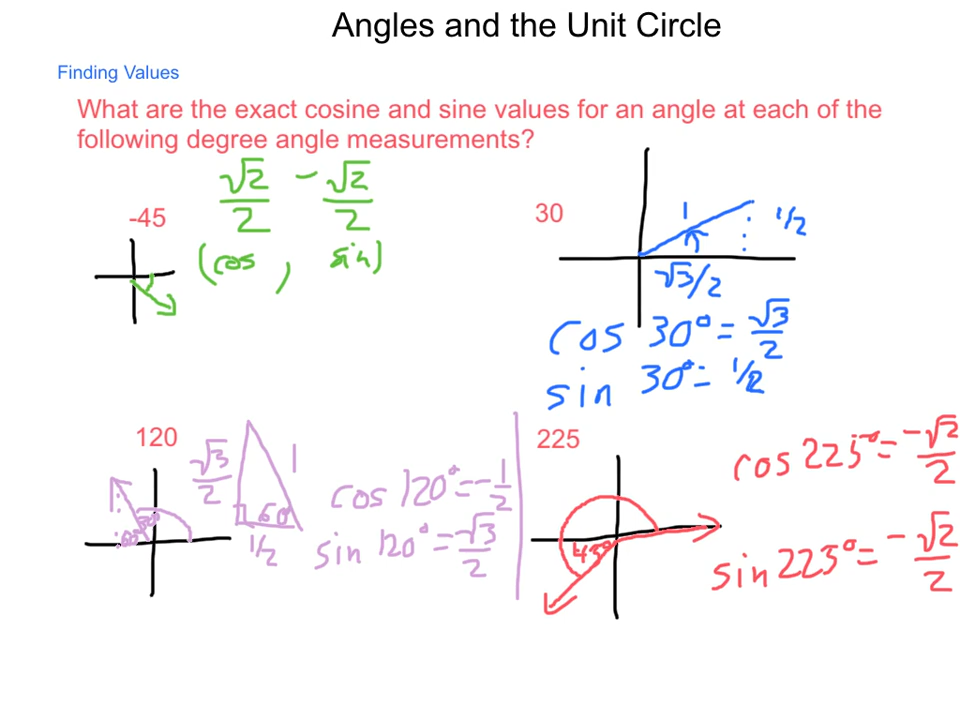 Angles and the Unit Circle
Finding Values
What are the exact cosine and sine values for an angle at each of the
following degree angle measurements?
-45
√2/2 -√2/2
(cos, sin)
30
1
1/2
√3/2
cos 30° = √3/2
sin 30° = 1/2
120
√3/2
1
60°
1/2
cos 120° = -1/2
sin 120° = √3/2
225
45°
cos 225° = -√2/2
sin 225° = -√2/2